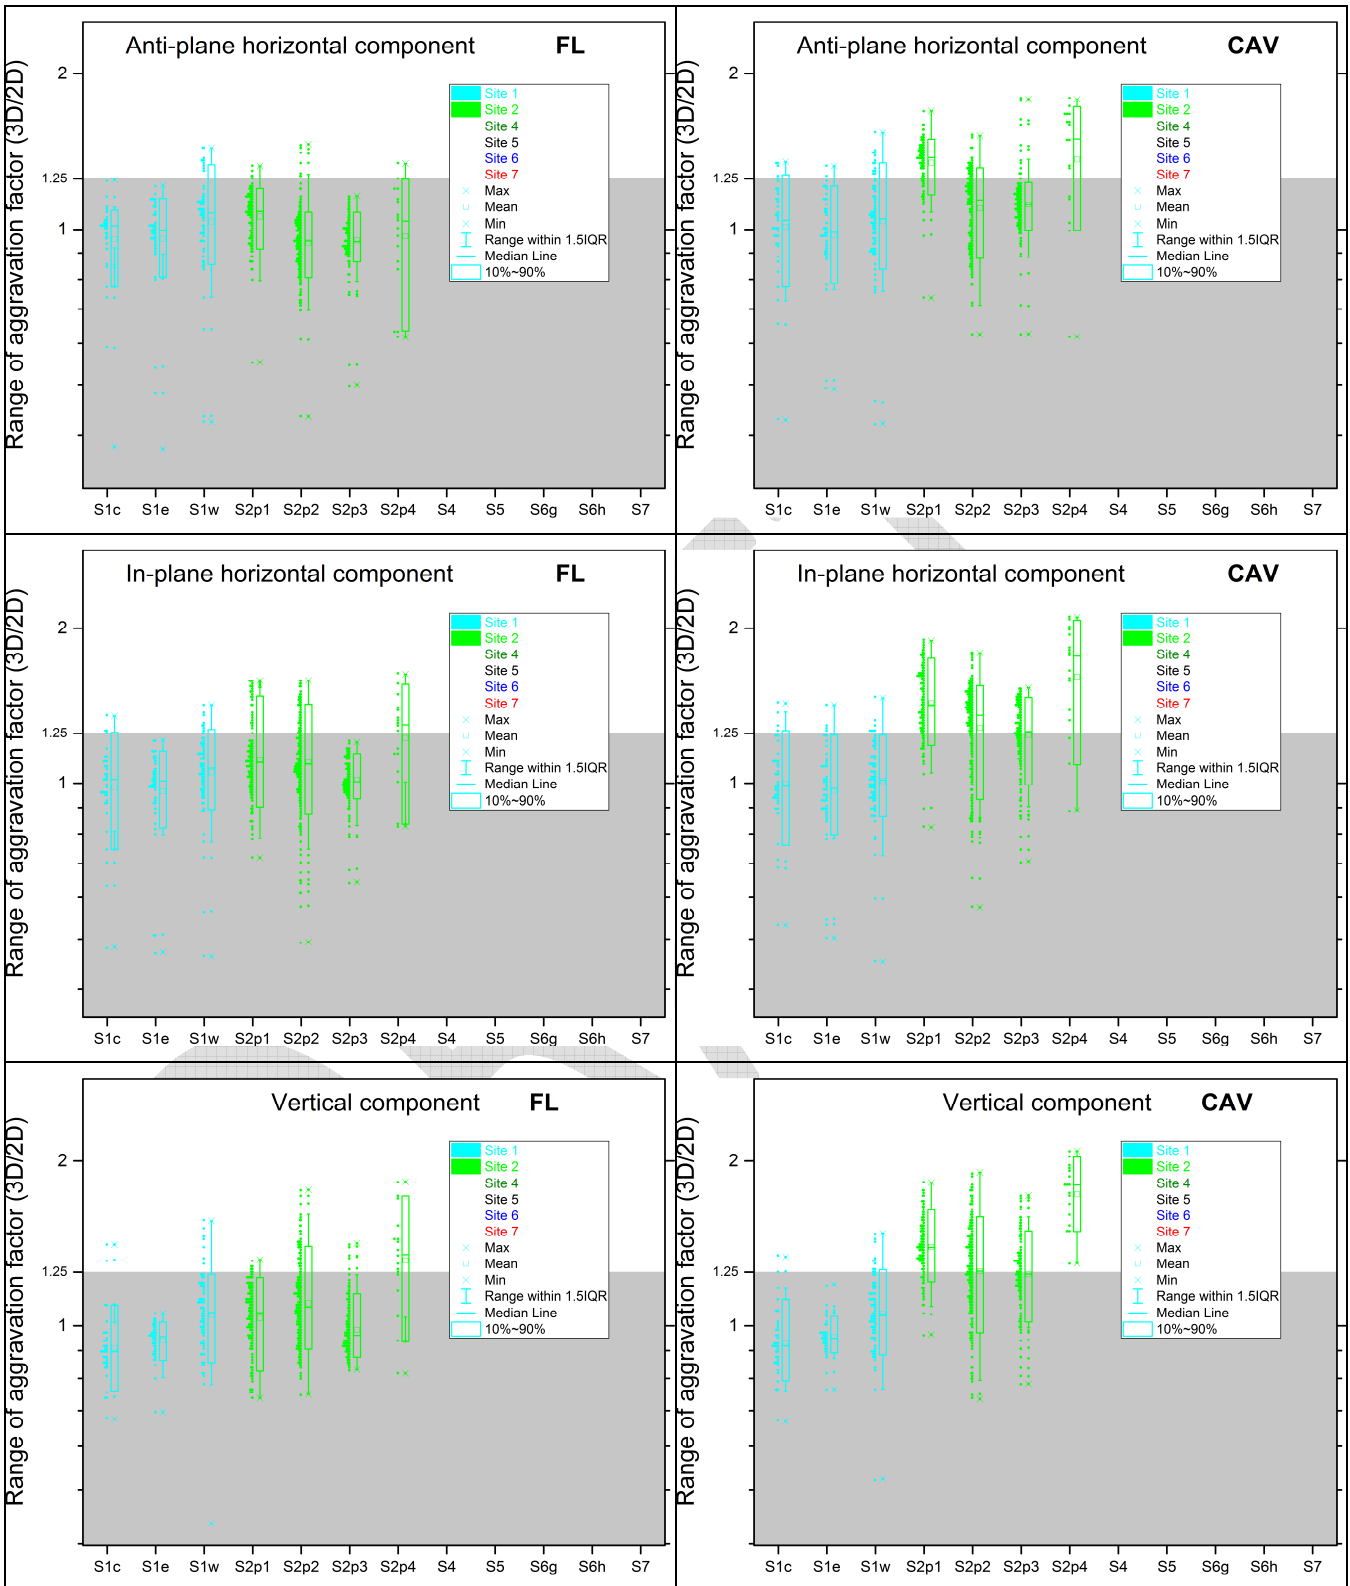 Anti-plane horizontal component FL
Range of aggravation factor (3D/2D)
2
1.25
1
Site 1
Site 2
Site 4
Site 5
Site 6
Site 7
Max
Mean
Min
Range within 1.5IQR
Median Line
10%~90%
S1c S1e S1w S2p1 S2p2 S2p3 S2p4 S4 S5 S6g S6h S7
Anti-plane horizontal component CAV
Range of aggravation factor (3D/2D)
2
1.25
1
Site 1
Site 2
Site 4
Site 5
Site 6
Site 7
Max
Mean
Min
Range within 1.5IQR
Median Line
10%~90%
S1c S1e S1w S2p1 S2p2 S2p3 S2p4 S4 S5 S6g S6h S7
In-plane horizontal component FL
Range of aggravation factor (3D/2D)
2
1.25
1
Site 1
Site 2
Site 4
Site 5
Site 6
Site 7
Max
Mean
Min
Range within 1.5IQR
Median Line
10%~90%
S1c S1e S1w S2p1 S2p2 S2p3 S2p4 S4 S5 S6g S6h S7
In-plane horizontal component CAV
Range of aggravation factor (3D/2D)
2
1.25
1
Site 1
Site 2
Site 4
Site 5
Site 6
Site 7
Max
Mean
Min
Range within 1.5IQR
Median Line
10%~90%
S1c S1e S1w S2p1 S2p2 S2p3 S2p4 S4 S5 S6g S6h S7
Vertical component FL
Range of aggravation factor (3D/2D)
2
1.25
1
Site 1
Site 2
Site 4
Site 5
Site 6
Site 7
Max
Mean
Min
Range within 1.5IQR
Median Line
10%~90%
S1c S1e S1w S2p1 S2p2 S2p3 S2p4 S4 S5 S6g S6h S7
Vertical component CAV
Range of aggravation factor (3D/2D)
2
1.25
1
Site 1
Site 2
Site 4
Site 5
Site 6
Site 7
Max
Mean
Min
Range within 1.5IQR
Median Line
10%~90%
S1c S1e S1w S2p1 S2p2 S2p3 S2p4 S4 S5 S6g S6h S7